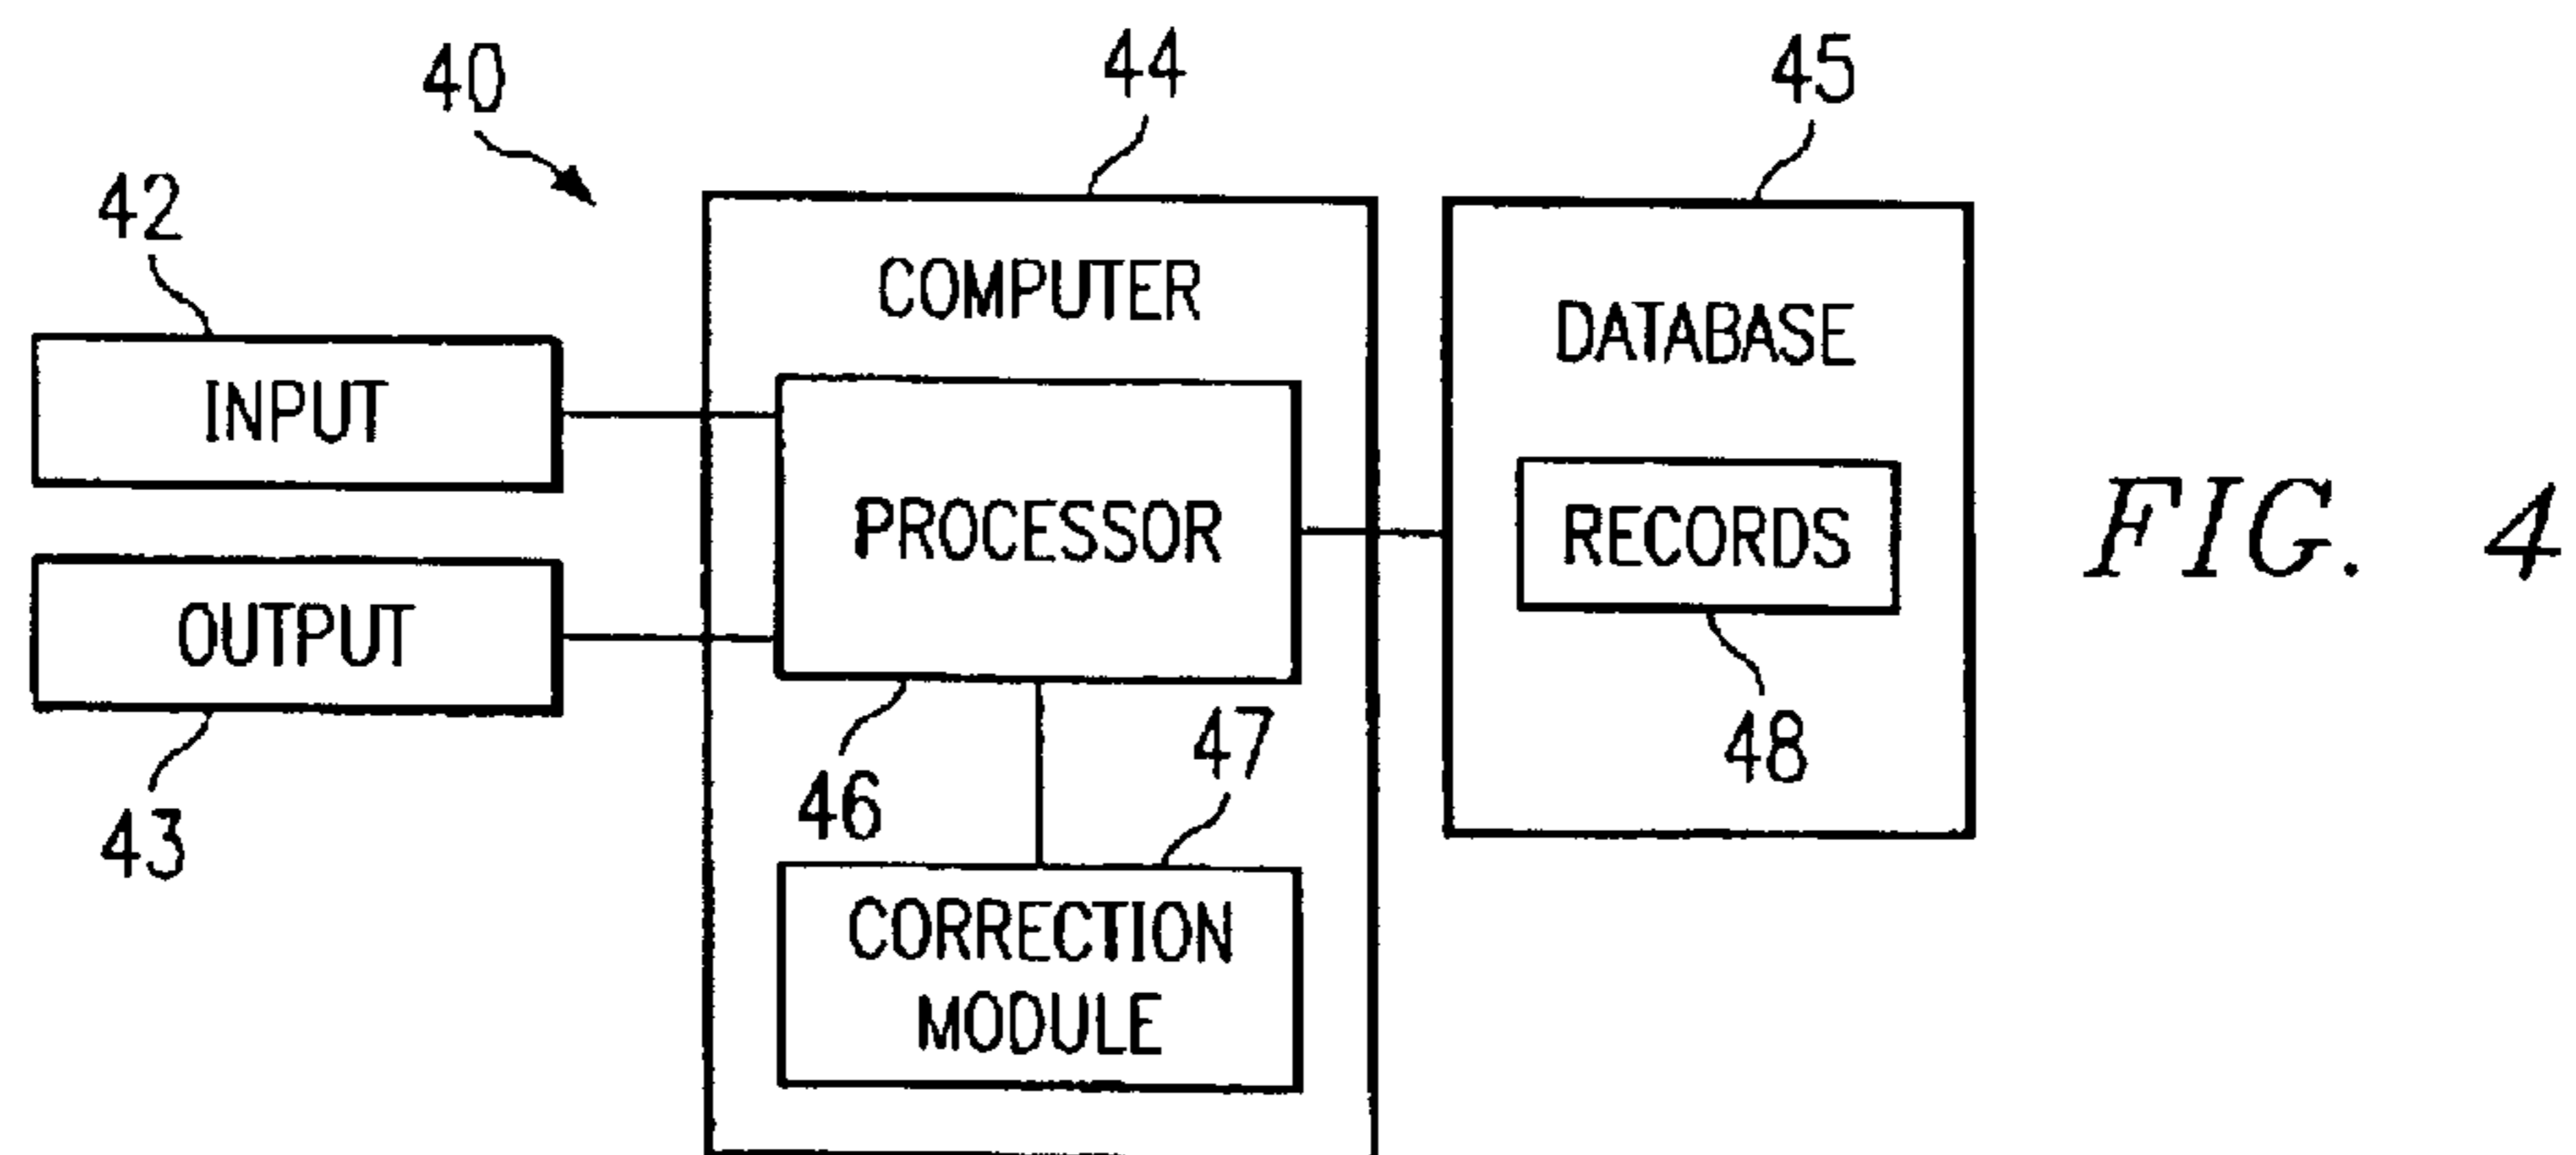 40
44
45
42
COMPUTER
DATABASE
INPUT
PROCESSOR
RECORDS
FIG. 4
OUTPUT
46
47
48
43
CORRECTION
MODULE